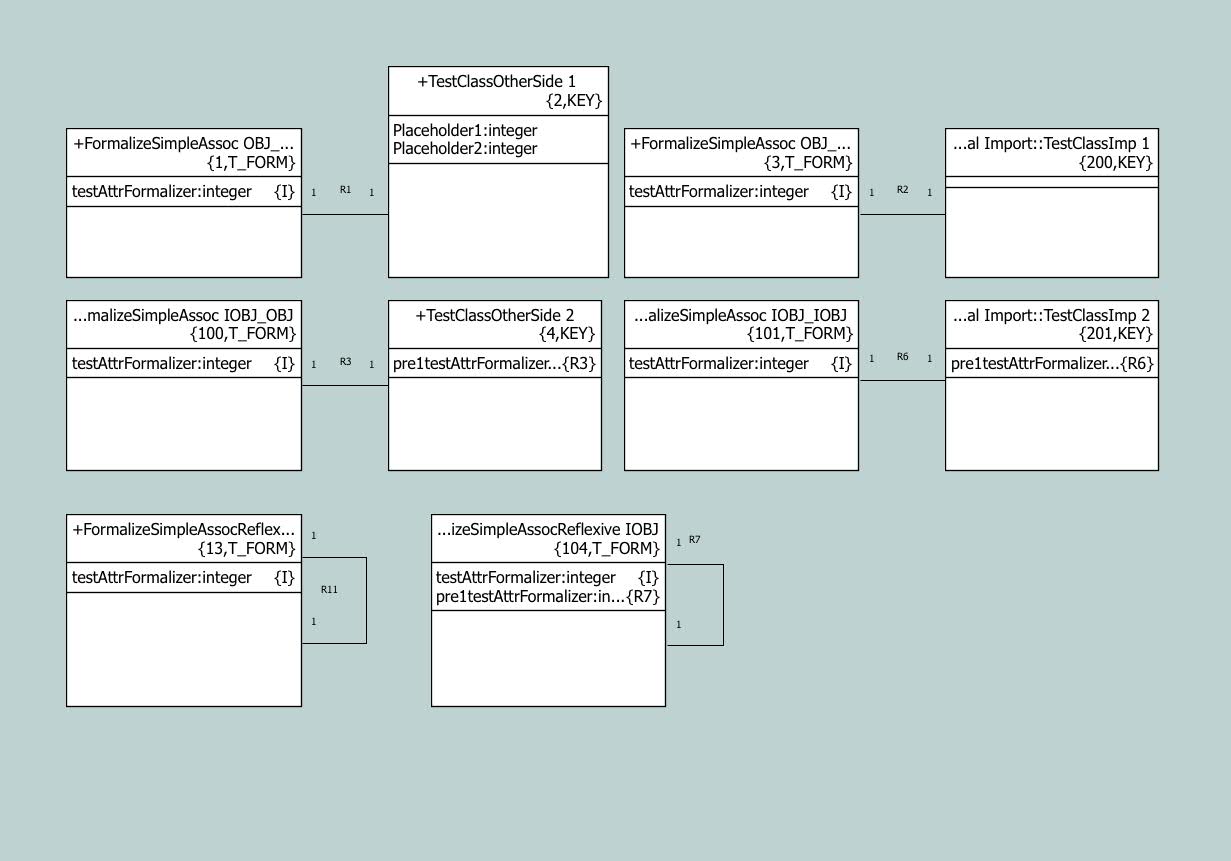 +TestClassOtherSide 1
{2,KEY}
Placeholder1:integer
Placeholder2:integer
+FormalizeSimpleAssoc OBJ_...
{1,T_FORM}
testAttrFormalizer:integer {I}
1 R1 1
+FormalizeSimpleAssoc OBJ_...
{3,T_FORM}
testAttrFormalizer:integer {I}
1 R2 1
...al Import::TestClassImp 1
{200,KEY}
...malizeSimpleAssoc IOBJ_OBJ
{100,T_FORM}
testAttrFormalizer:integer {I}
1 R3 1
+TestClassOtherSide 2
{4,KEY}
pre1testAttrFormalizer...{R3}
...alizeSimpleAssoc IOBJ_IOBJ
{101,T_FORM}
testAttrFormalizer:integer {I}
1 R6 1
...al Import::TestClassImp 2
{201,KEY}
pre1testAttrFormalizer...{R6}
+FormalizeSimpleAssocReflex...
{13,T_FORM}
testAttrFormalizer:integer {I}
1
R11
1
...izeSimpleAssocReflexive IOBJ
{104,T_FORM}
testAttrFormalizer:integer {I}
pre1testAttrFormalizer:in...{R7}
1 R7
1